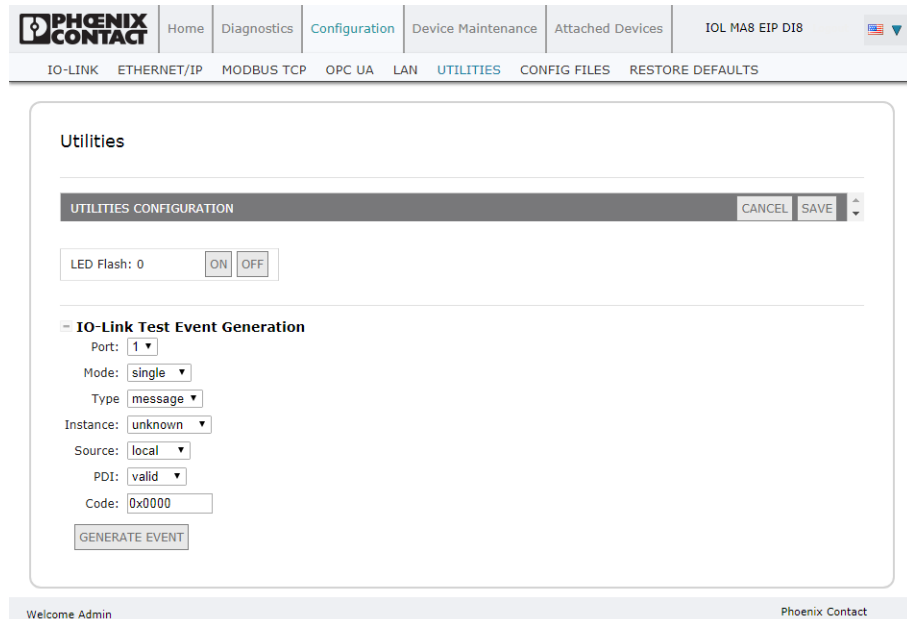 PHŒNIX CONTACT Home Diagnostics Configuration Device Maintenance Attached Devices IOL MA8 EIP DI8
IO-LINK ETHERNET/IP MODBUS TCP OPC UA LAN UTILITIES CONFIG FILES RESTORE DEFAULTS
Utilities
UTILITIES CONFIGURATION CANCEL SAVE
LED Flash: 0 ON OFF
IO-Link Test Event Generation
Port: 1
Mode: single
Type message
Instance: unknown
Source: local
PDI: valid
Code: 0x0000
GENERATE EVENT
Welcome Admin Phoenix Contact